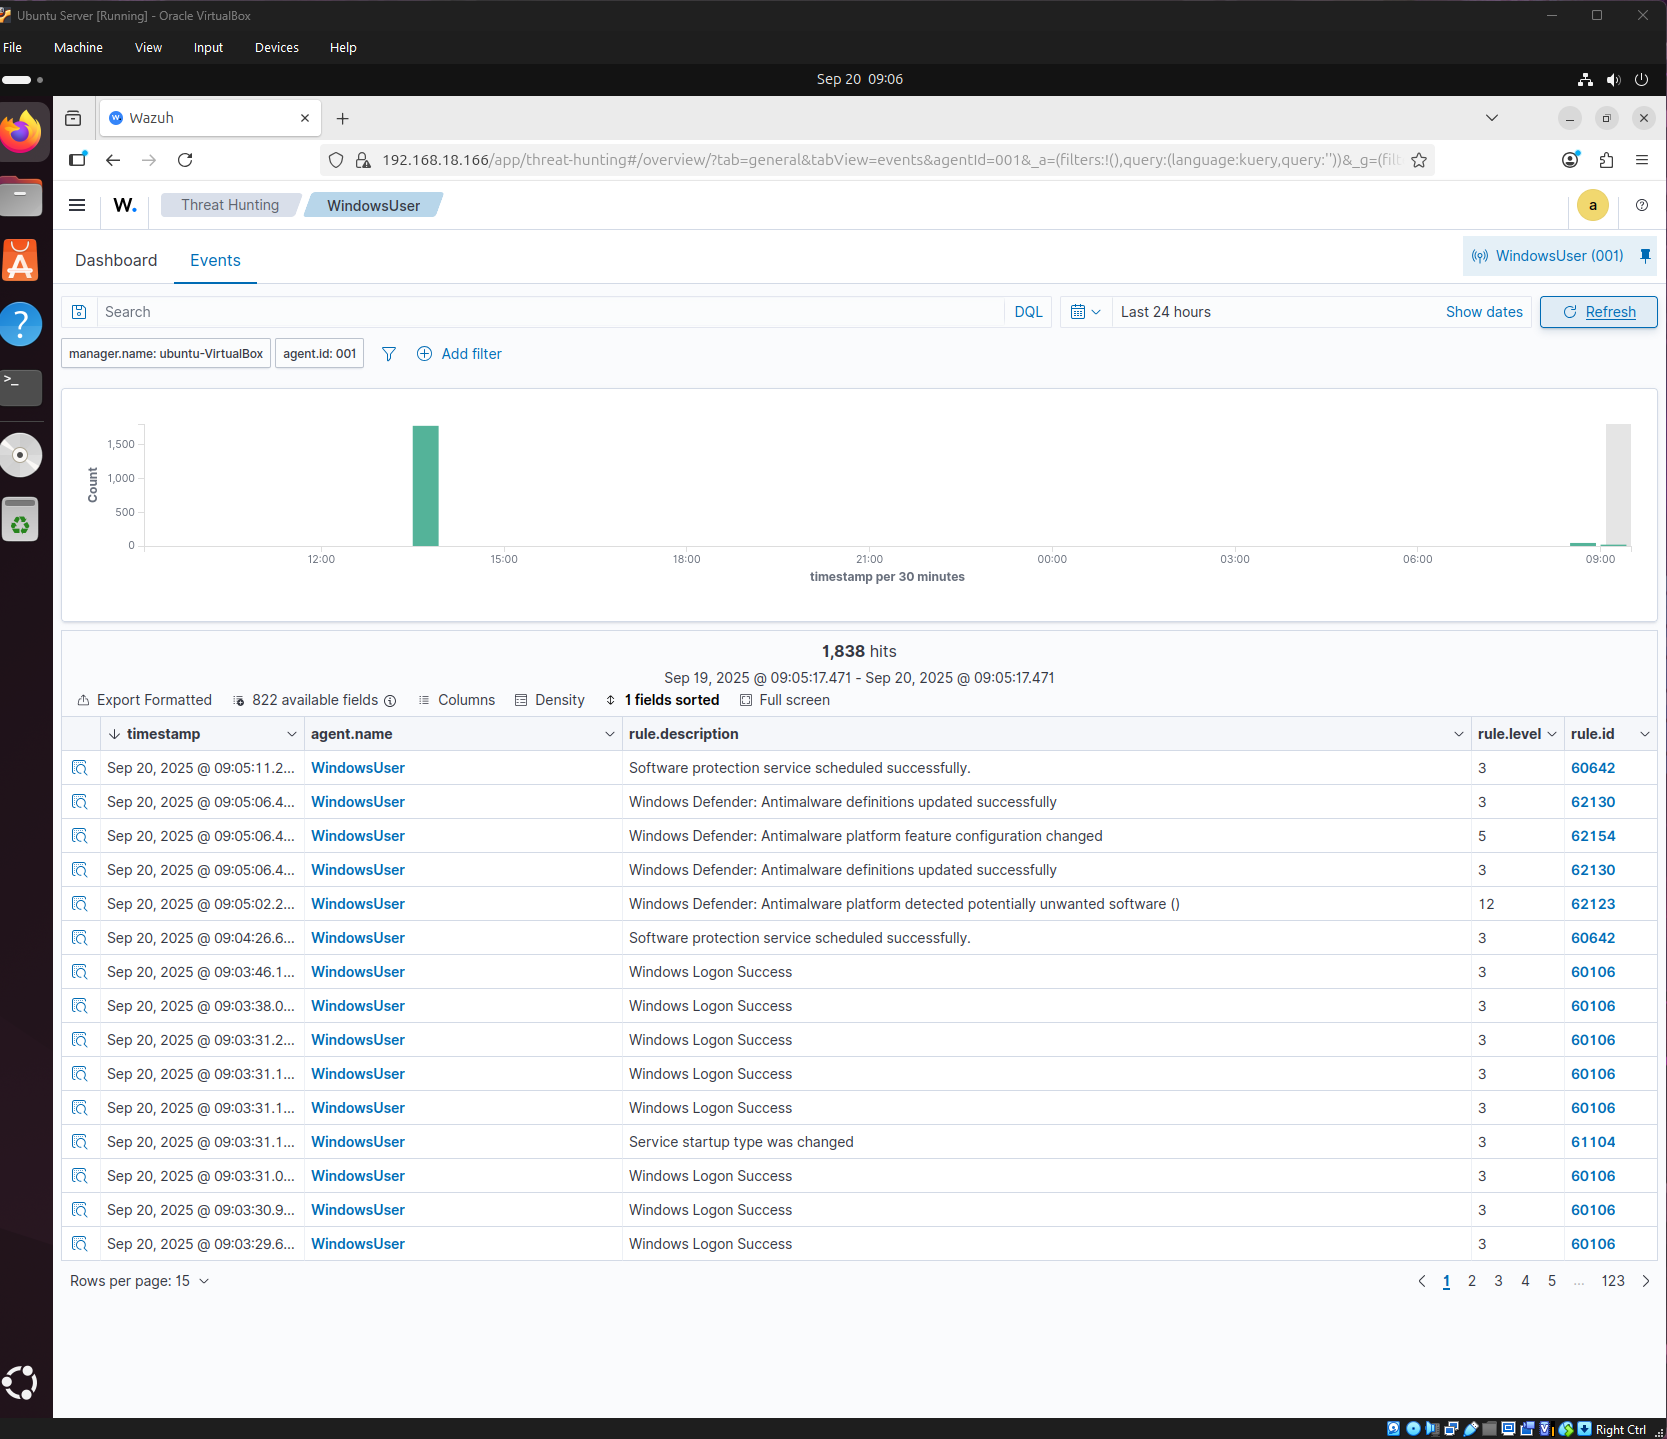 Ubuntu Server [Running] - Oracle VirtualBox
File Machine View Input Devices Help
Sep 20 09:06
Wazuh
192.168.18.166/app/threat-hunting#/overview/?tab=general&tabView=events&agentId=001&_a=(filters:!(),query:(language:kuery,query:''))&_g=(filt
W. Threat Hunting WindowsUser a
Dashboard Events WindowsUser (001)
Search DQL Last 24 hours Show dates Refresh
manager.name: ubuntu-VirtualBox agent.id: 001 Add filter
1,500
1,000
500
0
Count
12:00 15:00 18:00 21:00 00:00 03:00 06:00 09:00
timestamp per 30 minutes
1,838 hits
Sep 19, 2025 @ 09:05:17.471 - Sep 20, 2025 @ 09:05:17.471
Export Formatted 822 available fields Columns Density 1 fields sorted Full screen
timestamp agent.name rule.description rule.level rule.id
Sep 20, 2025 @ 09:05:11.2... WindowsUser Software protection service scheduled successfully. 3 60642
Sep 20, 2025 @ 09:05:06.4... WindowsUser Windows Defender: Antimalware definitions updated successfully 3 62130
Sep 20, 2025 @ 09:05:06.4... WindowsUser Windows Defender: Antimalware platform feature configuration changed 5 62154
Sep 20, 2025 @ 09:05:06.4... WindowsUser Windows Defender: Antimalware definitions updated successfully 3 62130
Sep 20, 2025 @ 09:05:02.2... WindowsUser Windows Defender: Antimalware platform detected potentially unwanted software () 12 62123
Sep 20, 2025 @ 09:04:26.6... WindowsUser Software protection service scheduled successfully. 3 60642
Sep 20, 2025 @ 09:03:46.1... WindowsUser Windows Logon Success 3 60106
Sep 20, 2025 @ 09:03:38.0... WindowsUser Windows Logon Success 3 60106
Sep 20, 2025 @ 09:03:31.2... WindowsUser Windows Logon Success 3 60106
Sep 20, 2025 @ 09:03:31.1... WindowsUser Windows Logon Success 3 60106
Sep 20, 2025 @ 09:03:31.1... WindowsUser Windows Logon Success 3 60106
Sep 20, 2025 @ 09:03:31.1... WindowsUser Service startup type was changed 3 61104
Sep 20, 2025 @ 09:03:31.0... WindowsUser Windows Logon Success 3 60106
Sep 20, 2025 @ 09:03:30.9... WindowsUser Windows Logon Success 3 60106
Sep 20, 2025 @ 09:03:29.6... WindowsUser Windows Logon Success 3 60106
Rows per page: 15 1 2 3 4 5 ... 123
Right Ctrl